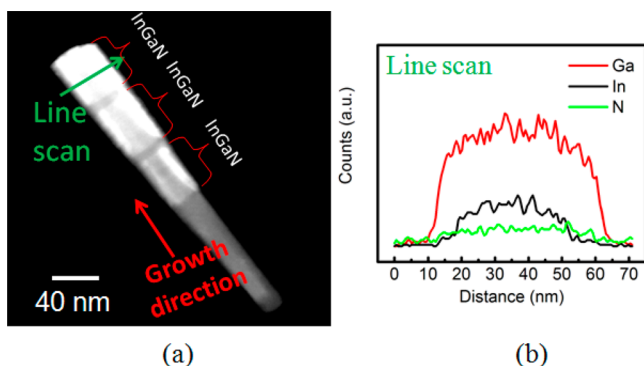 (a)
InGaN
InGaN
InGaN
Line
scan
Growth
direction
40 nm
(a)
Line scan
Ga
In
N
Counts (a.u.)
0 10 20 30 40 50 60 70
Distance (nm)
(b)